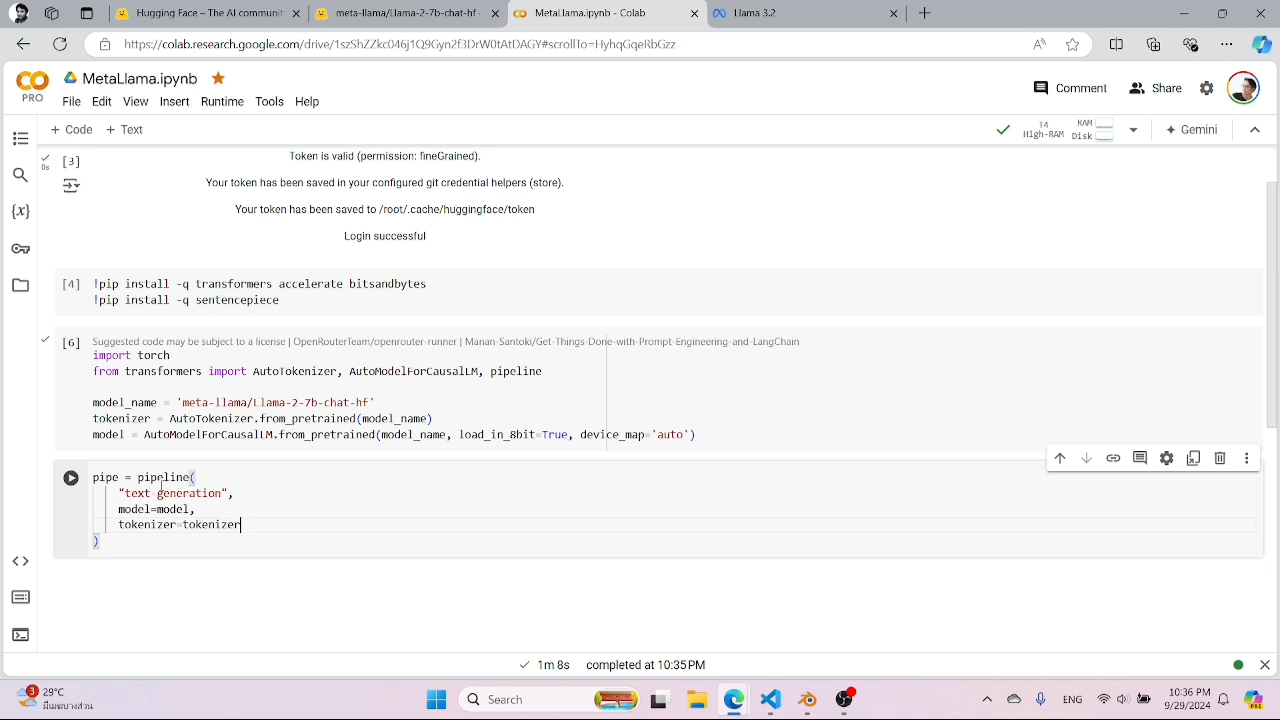 Hugging Face – The AI communit
meta-llama/Llama-2-7b-chat-hf ·
MetaLlama.ipynb - Colab
Llama 3.2
https://colab.research.google.com/drive/1szShZZkc046j1Q9Gyn2f3DrW0tAtDAGY#scrollTo=HyhqGqeRbGzz
MetaLlama.ipynb
PRO
File Edit View Insert Runtime Tools Help
Comment
Share
+ Code + Text
T4
High-RAM
RAM
Disk
Gemini
[3]
0s
Token is valid (permission: fineGrained).
Your token has been saved in your configured git credential helpers (store).
Your token has been saved to /root/.cache/huggingface/token
Login successful
[4] !pip install -q transformers accelerate bitsandbytes
!pip install -q sentencepiece
[6] Suggested code may be subject to a license | OpenRouterTeam/openrouter-runner | Manan-Santoki/Get-Things-Done-with-Prompt-Engineering-and-LangChain
import torch
from transformers import AutoTokenizer, AutoModelForCausalLM, pipeline
model_name = 'meta-llama/Llama-2-7b-chat-hf'
tokenizer = AutoTokenizer.from_pretrained(model_name)
model = AutoModelForCausalLM.from_pretrained(model_name, load_in_8bit=True, device_map='auto')
pipe = pipeline(
"text-generation",
model=model,
tokenizer=tokenizer
)
1m 8s completed at 10:35 PM
3
29°C
Search
ENG
10:36 PM
9/29/2024
PRE